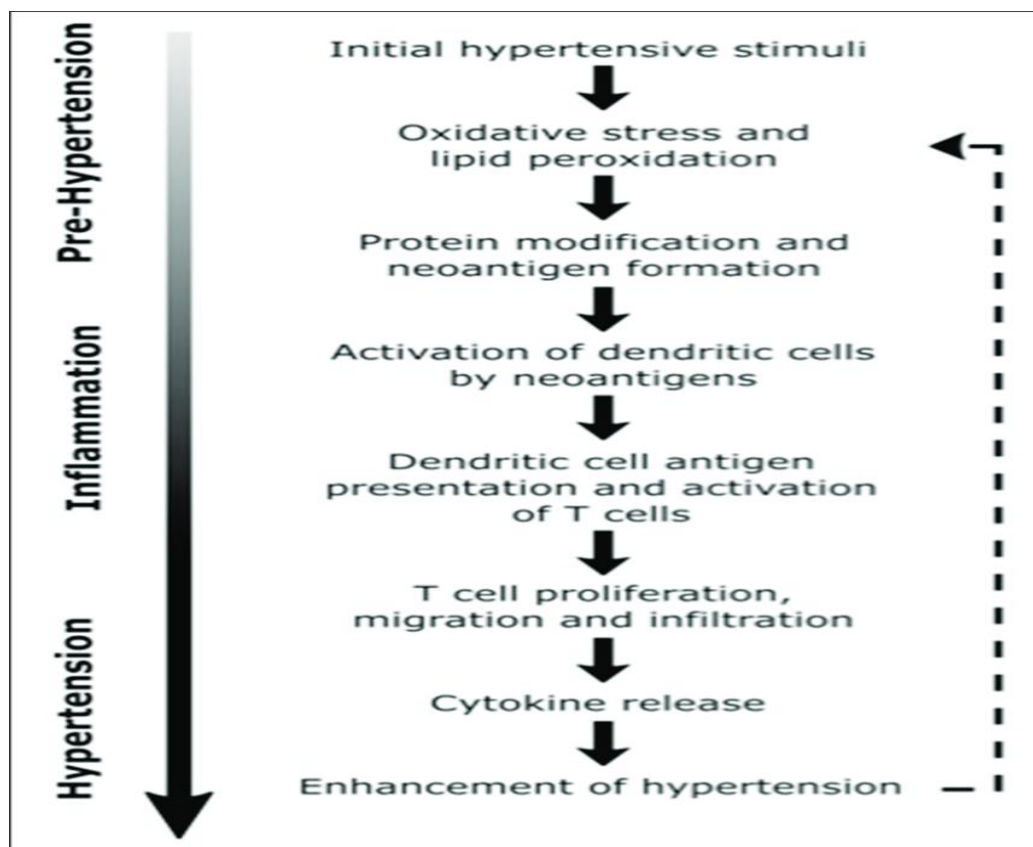 Pre-Hypertension
Inflammation
Hypertension
Initial hypertensive stimuli
Oxidative stress and
lipid peroxidation
Protein modification and
neoantigen formation
Activation of dendritic cells
by neoantigens
Dendritic cell antigen
presentation and activation
of T cells
T cell proliferation,
migration and infiltration
Cytokine release
Enhancement of hypertension